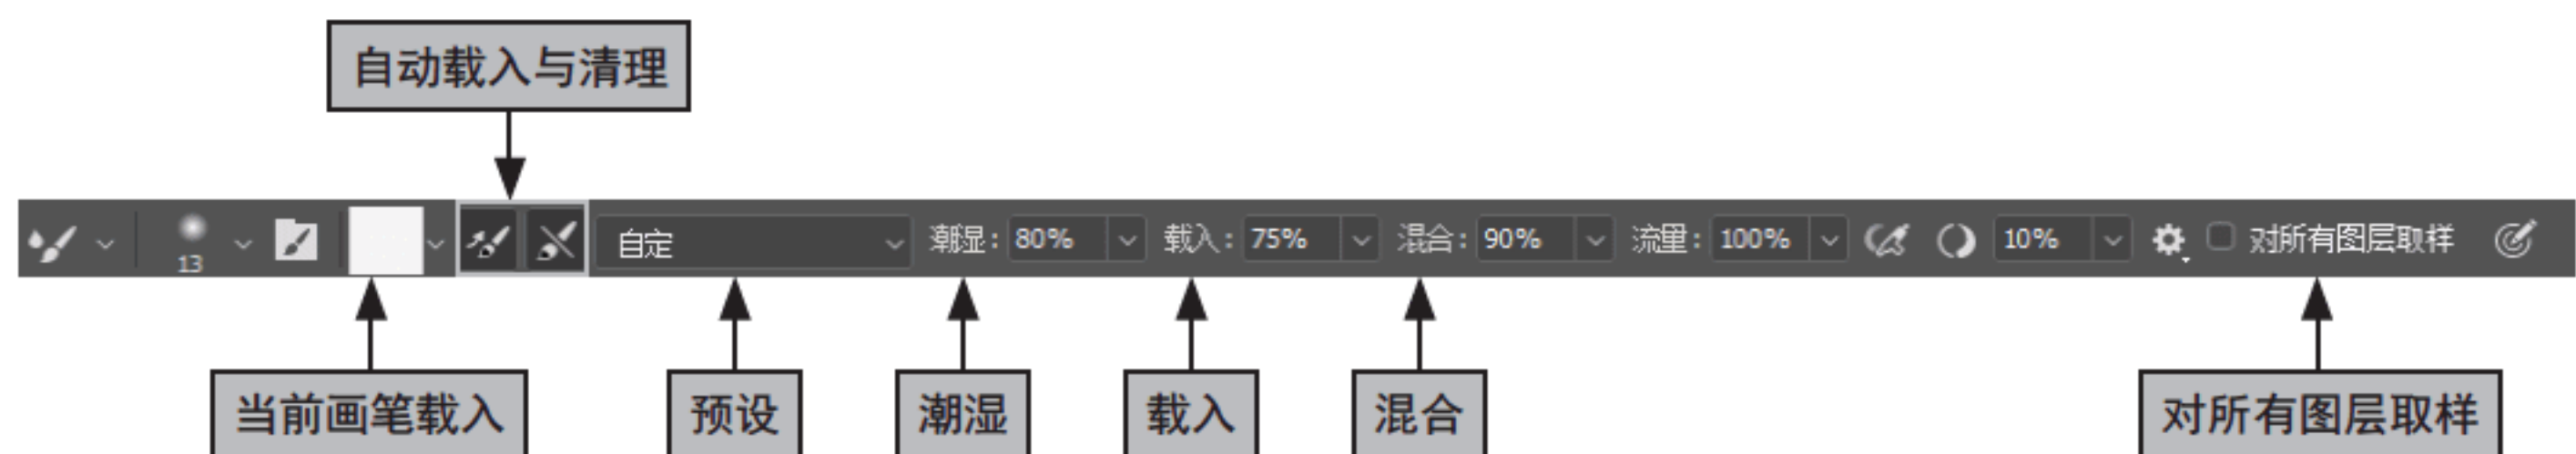 自动载入与清理
13
自定
潮湿: 80%
载入: 75%
混合: 90%
流量: 100%
10%
对所有图层取样
当前画笔载入
预设
潮湿
载入
混合
对所有图层取样